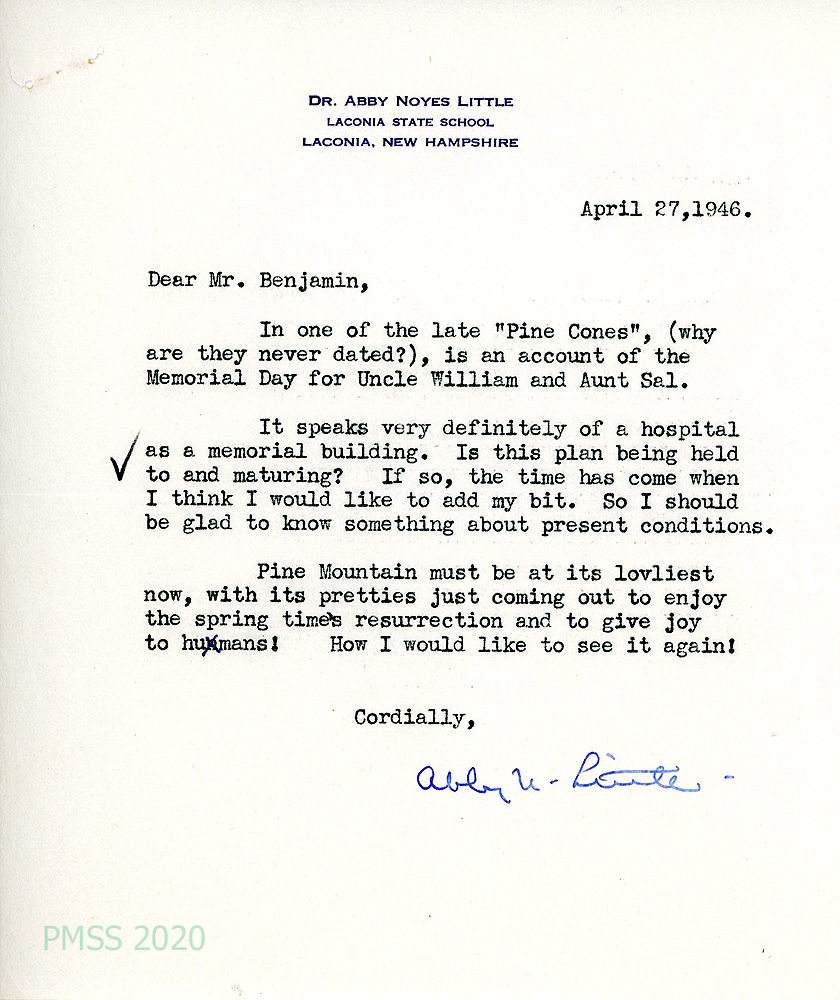 DR. ABBY NOYES LITTLE
LACONIA STATE SCHOOL
LACONIA, NEW HAMPSHIRE
April 27,1946.
Dear Mr. Benjamin,
In one of the late "Pine Cones", (why
are they never dated?), is an account of the
Memorial Day for Uncle William and Aunt Sal.
It speaks very definitely of a hospital
as a memorial building. Is this plan being held
to and maturing? If so, the time has come when
I think I would like to add my bit. So I should
be glad to know something about present conditions.
Pine Mountain must be at its lovliest
now, with its pretties just coming out to enjoy
the spring time's resurrection and to give joy
to humans! How I would like to see it again!
Cordially,
Abby N. Little
PMSS 2020